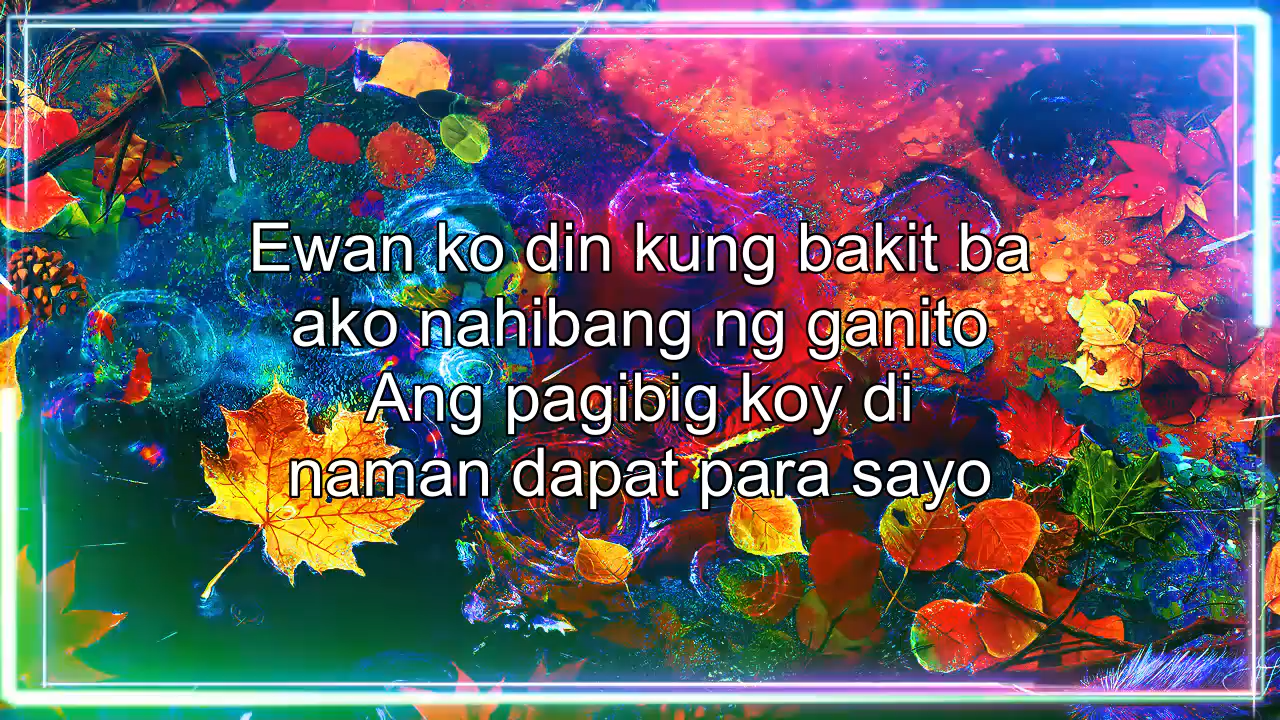 Ewan ko din kung bakit ba
ako nahibang ng ganito
Ang pagibig koy di
naman dapat para sayo